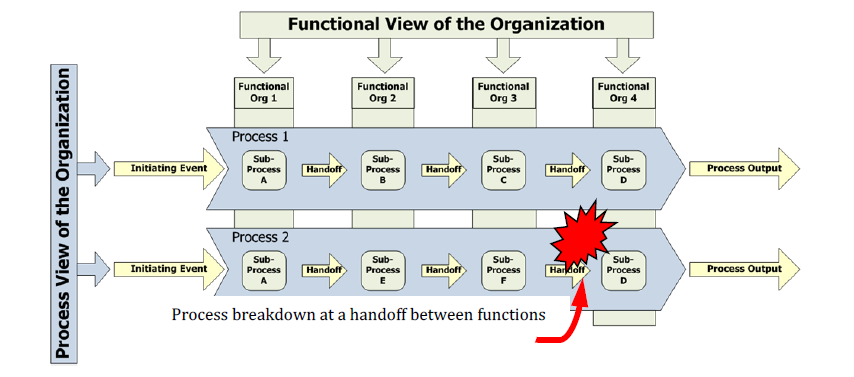 Functional View of the Organization
Process View of the Organization
Functional
Org 1
Functional
Org 2
Functional
Org 3
Functional
Org 4
Process 1
Initiating Event
Sub-
Process
A
Handoff
Sub-
Process
B
Handoff
Sub-
Process
C
Handoff
Sub-
Process
D
Process Output
Process 2
Initiating Event
Sub-
Process
A
Handoff
Sub-
Process
E
Handoff
Sub-
Process
F
Handoff
Sub-
Process
D
Process Output
Process breakdown at a handoff between functions